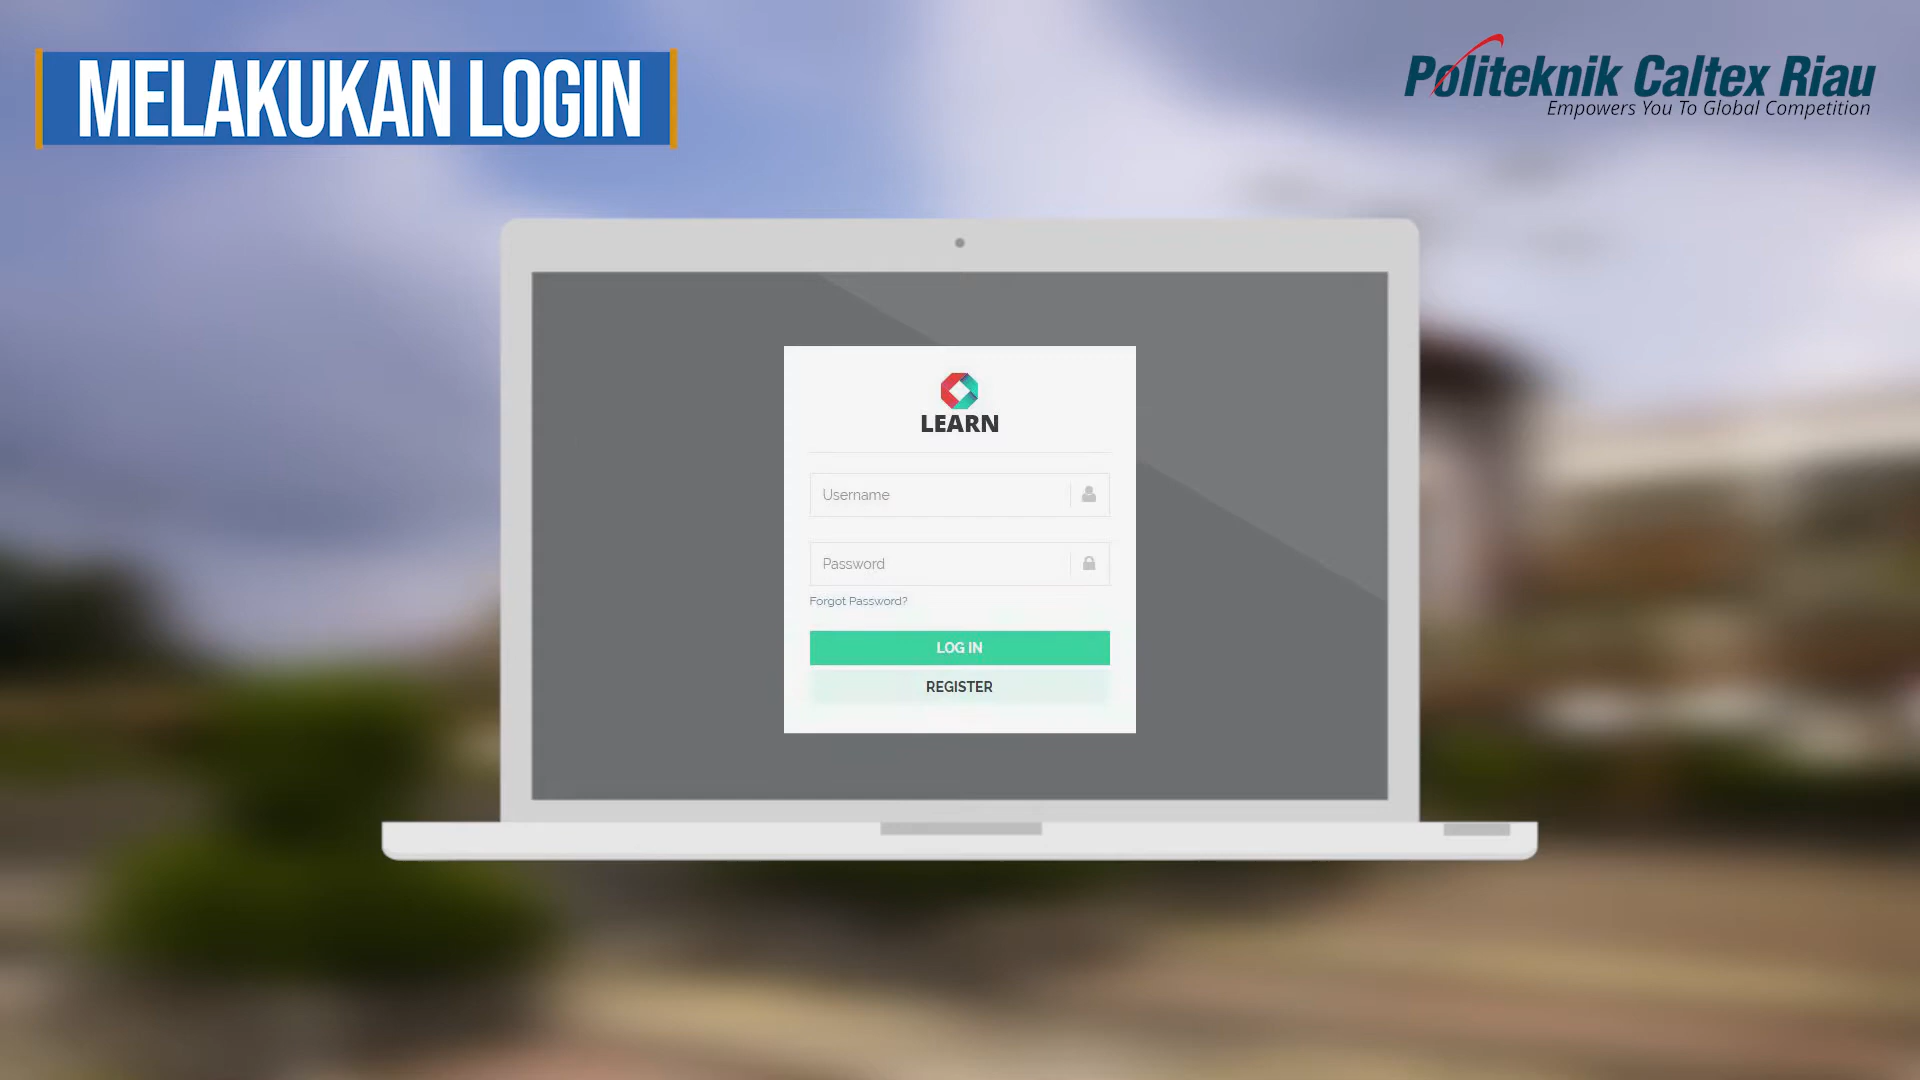 MELAKUKAN LOGIN
Politeknik Caltex Riau
Empowers You To Global Competition
LEARN
Username
Password
Forgot Password?
LOG IN
REGISTER